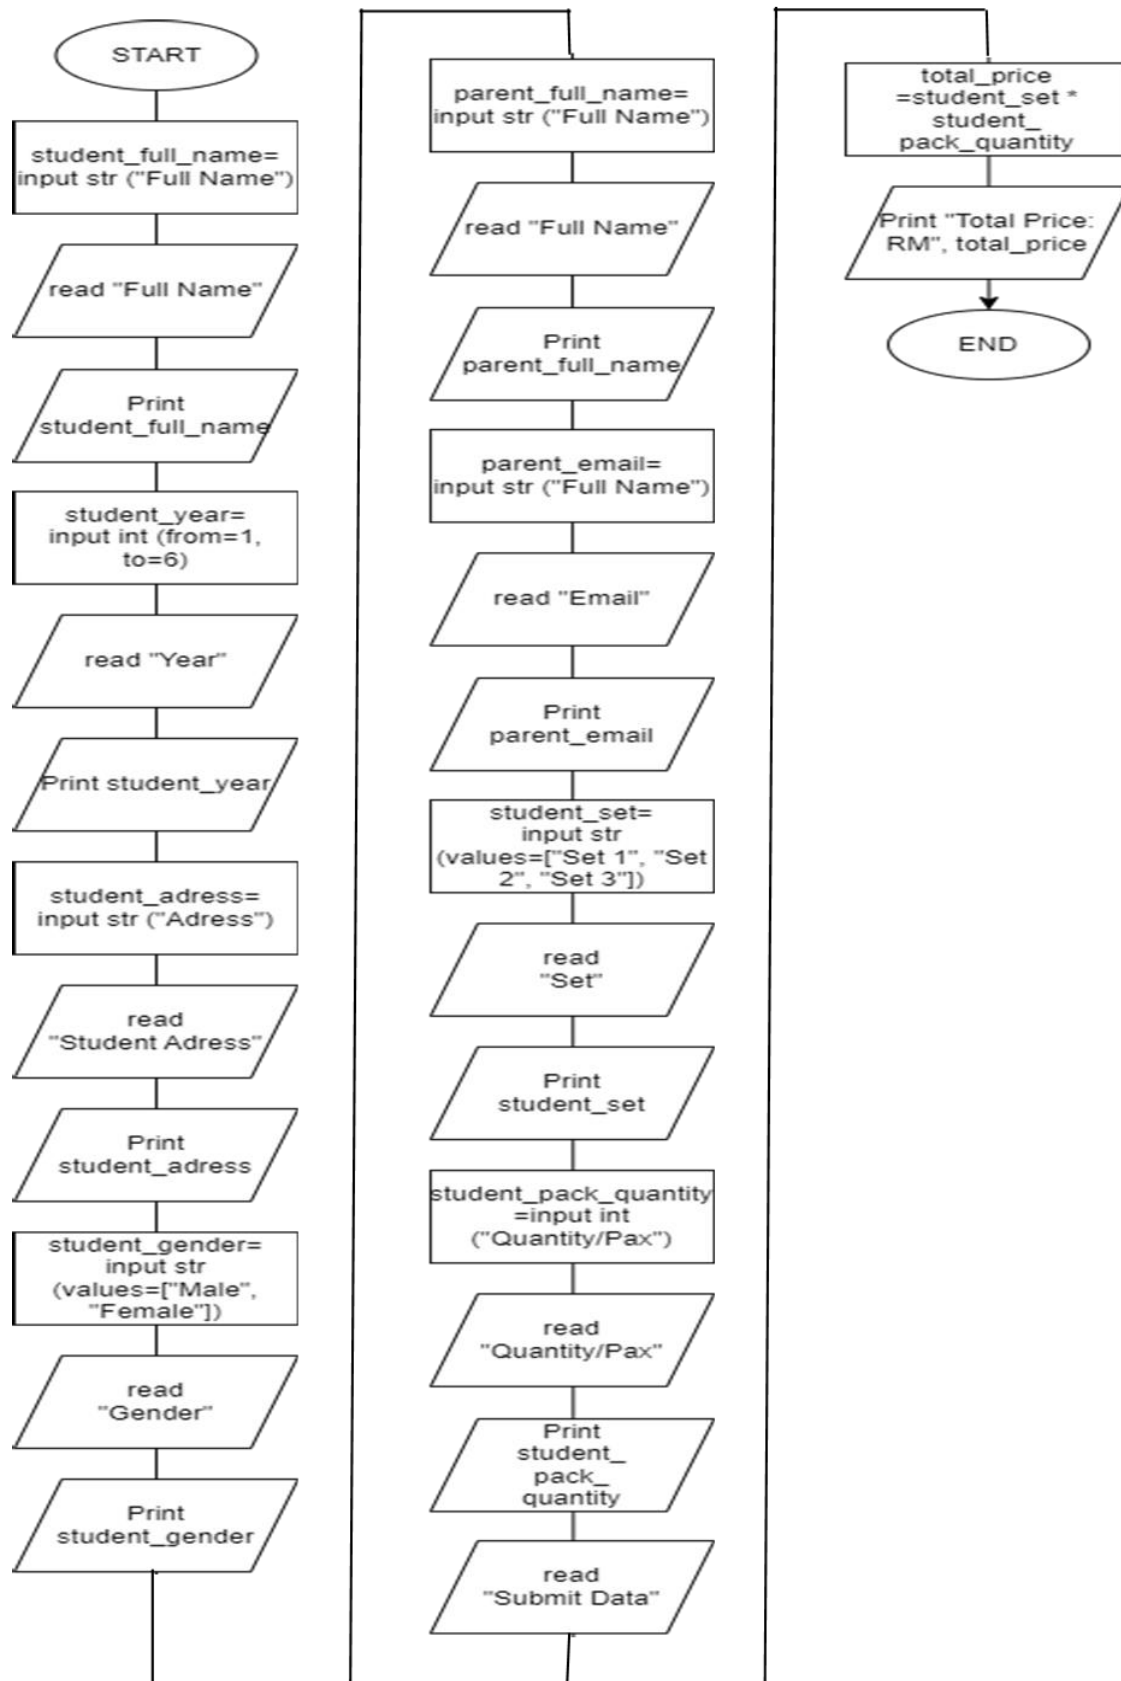 START
student_full_name=
input str ("Full Name")
read "Full Name"
Print
student_full_name
student_year=
input int (from=1,
to=6)
read "Year"
Print student_year
student_adress=
input str ("Adress")
read
"Student Adress"
Print
student_adress
student_gender=
input str
(values=["Male",
"Female"])
read
"Gender"
Print
student_gender
parent_full_name=
input str ("Full Name")
read "Full Name"
Print
parent_full_name
parent_email=
input str ("Full Name")
read "Email"
Print
parent_email
student_set=
input str
(values=["Set 1", "Set
2", "Set 3"])
read
"Set"
Print
student_set
student_pack_quantity
=input int
("Quantity/Pax")
read
"Quantity/Pax"
Print
student_
pack_
quantity
read
"Submit Data"
total_price
=student_set *
student_
pack_quantity
Print "Total Price:
RM", total_price
END